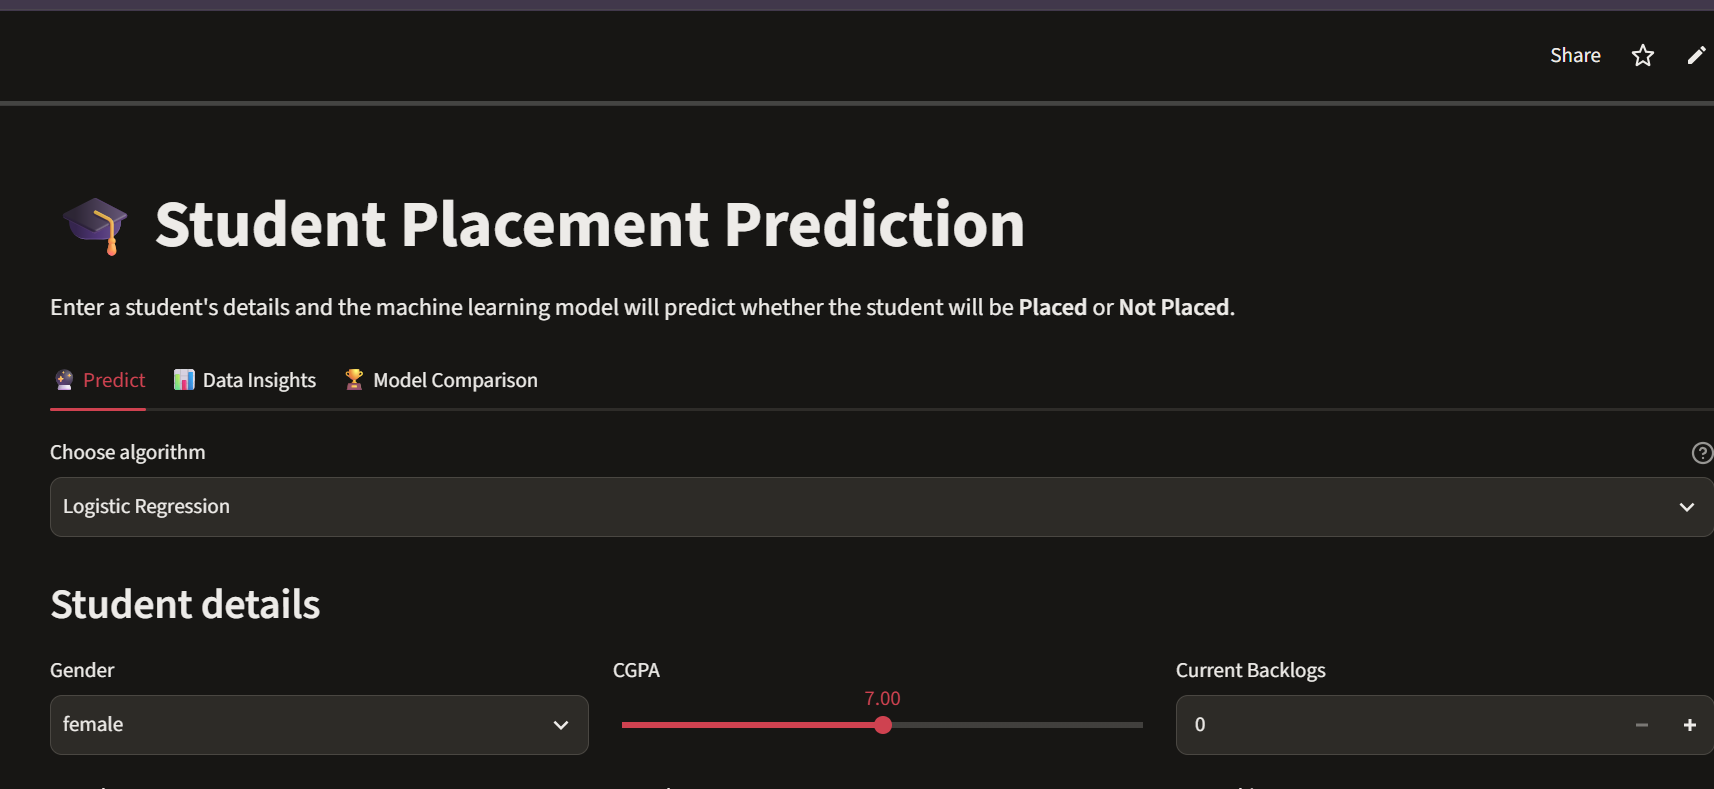 Share
Student Placement Prediction
Enter a student's details and the machine learning model will predict whether the student will be Placed or Not Placed.
Predict Data Insights Model Comparison
Choose algorithm
Logistic Regression
Student details
Gender CGPA Current Backlogs
7.00
female 0